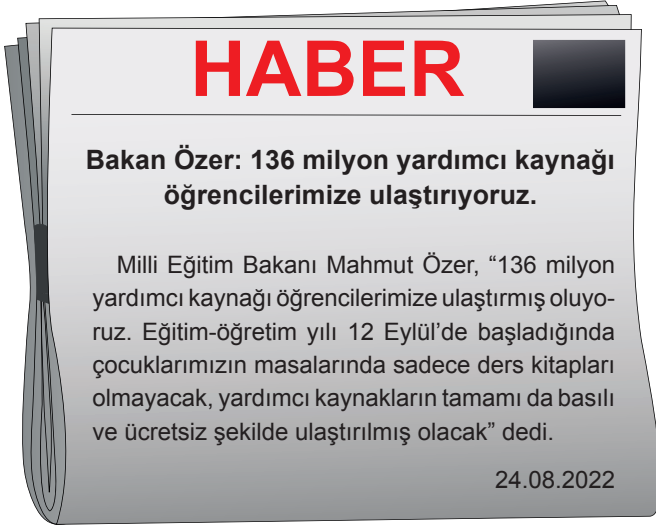 HABER
Bakan Özer: 136 milyon yardımcı kaynağı
öğrencilerimize ulaştırıyoruz.
Milli Eğitim Bakanı Mahmut Özer, “136 milyon
yardımcı kaynağı öğrencilerimize ulaştırmış oluyo-
ruz. Eğitim-öğretim yılı 12 Eylül’de başladığında
çocuklarımızın masalarında sadece ders kitapları
olmayacak, yardımcı kaynakların tamamı da basılı
ve ücretsiz şekilde ulaştırılmış olacak” dedi.
24.08.2022